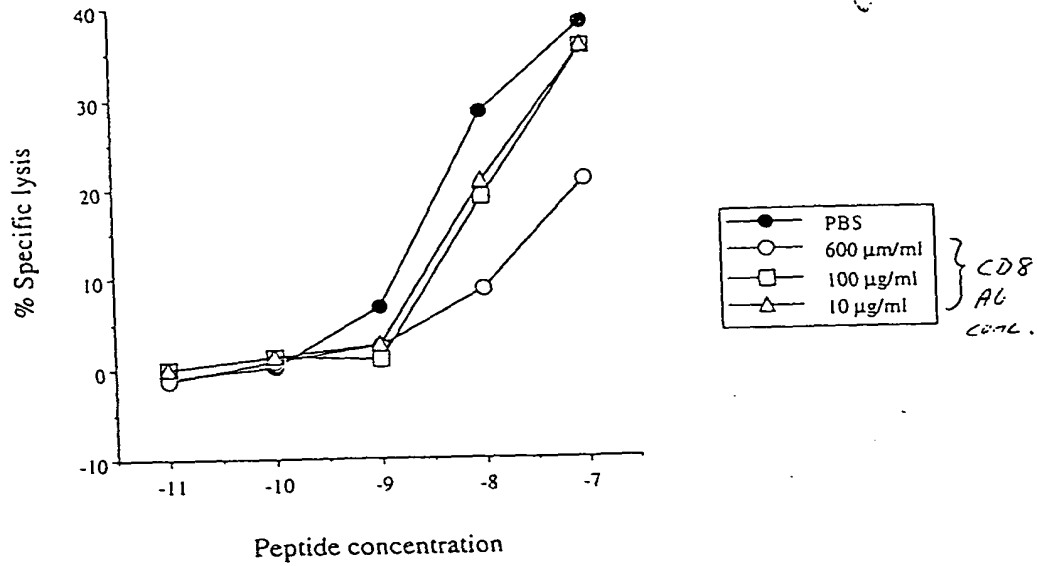 40
30
20
10
0
-10
% Specific lysis
-11 -10 -9 -8 -7
Peptide concentration
PBS
600 µm/ml
100 µg/ml
10 µg/ml
CD8
Ab
conc.